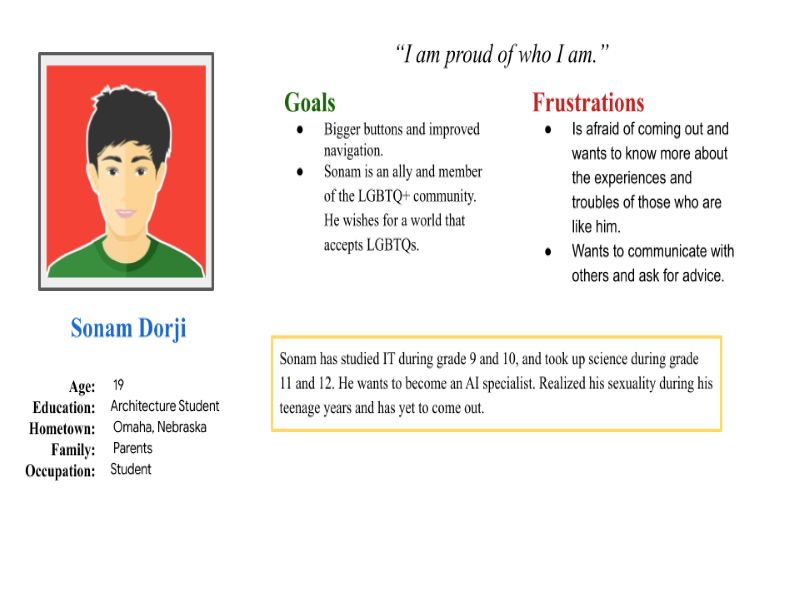 “I am proud of who I am.”
Goals
● Bigger buttons and improved
navigation.
● Sonam is an ally and member
of the LGBTQ+ community.
He wishes for a world that
accepts LGBTQs.
Frustrations
● Is afraid of coming out and
wants to know more about
the experiences and
troubles of those who are
like him.
● Wants to communicate with
others and ask for advice.
Sonam Dorji
Age: 19
Education: Architecture Student
Hometown: Omaha, Nebraska
Family: Parents
Occupation: Student
Sonam has studied IT during grade 9 and 10, and took up science during grade
11 and 12. He wants to become an AI specialist. Realized his sexuality during his
teenage years and has yet to come out.